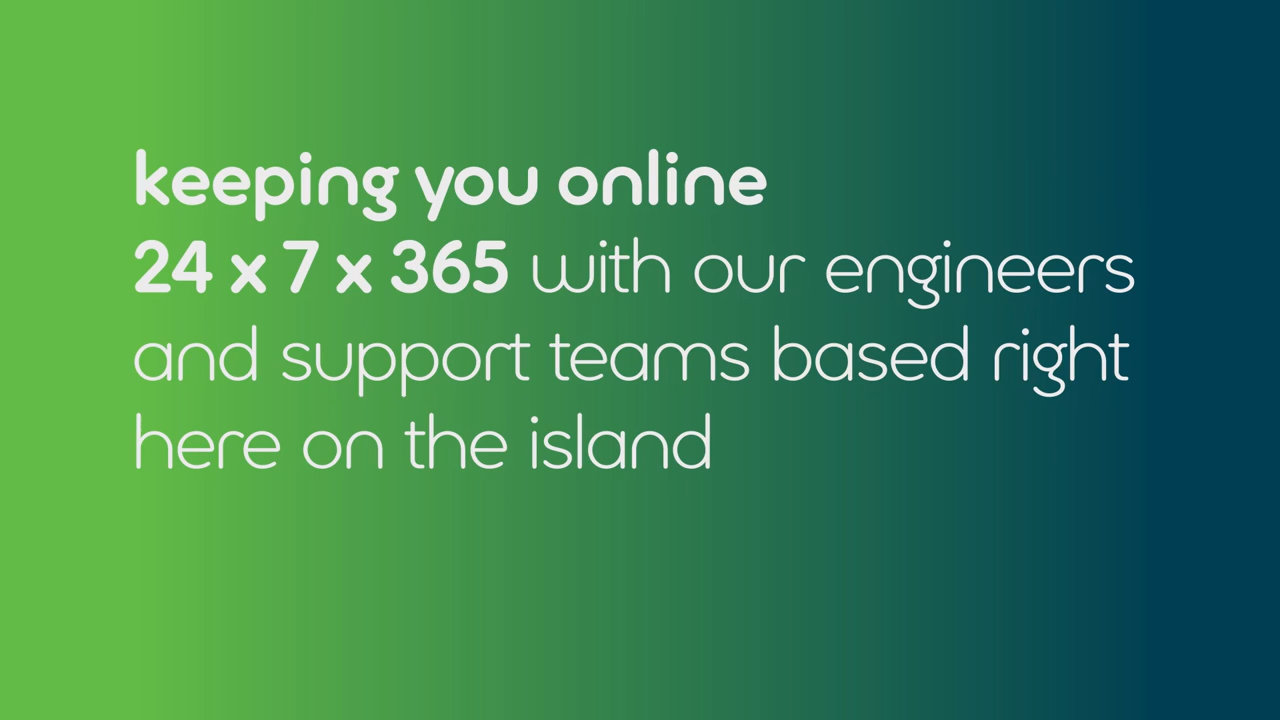 keeping you online
24 x 7 x 365 with our engineers
and support teams based right
here on the island